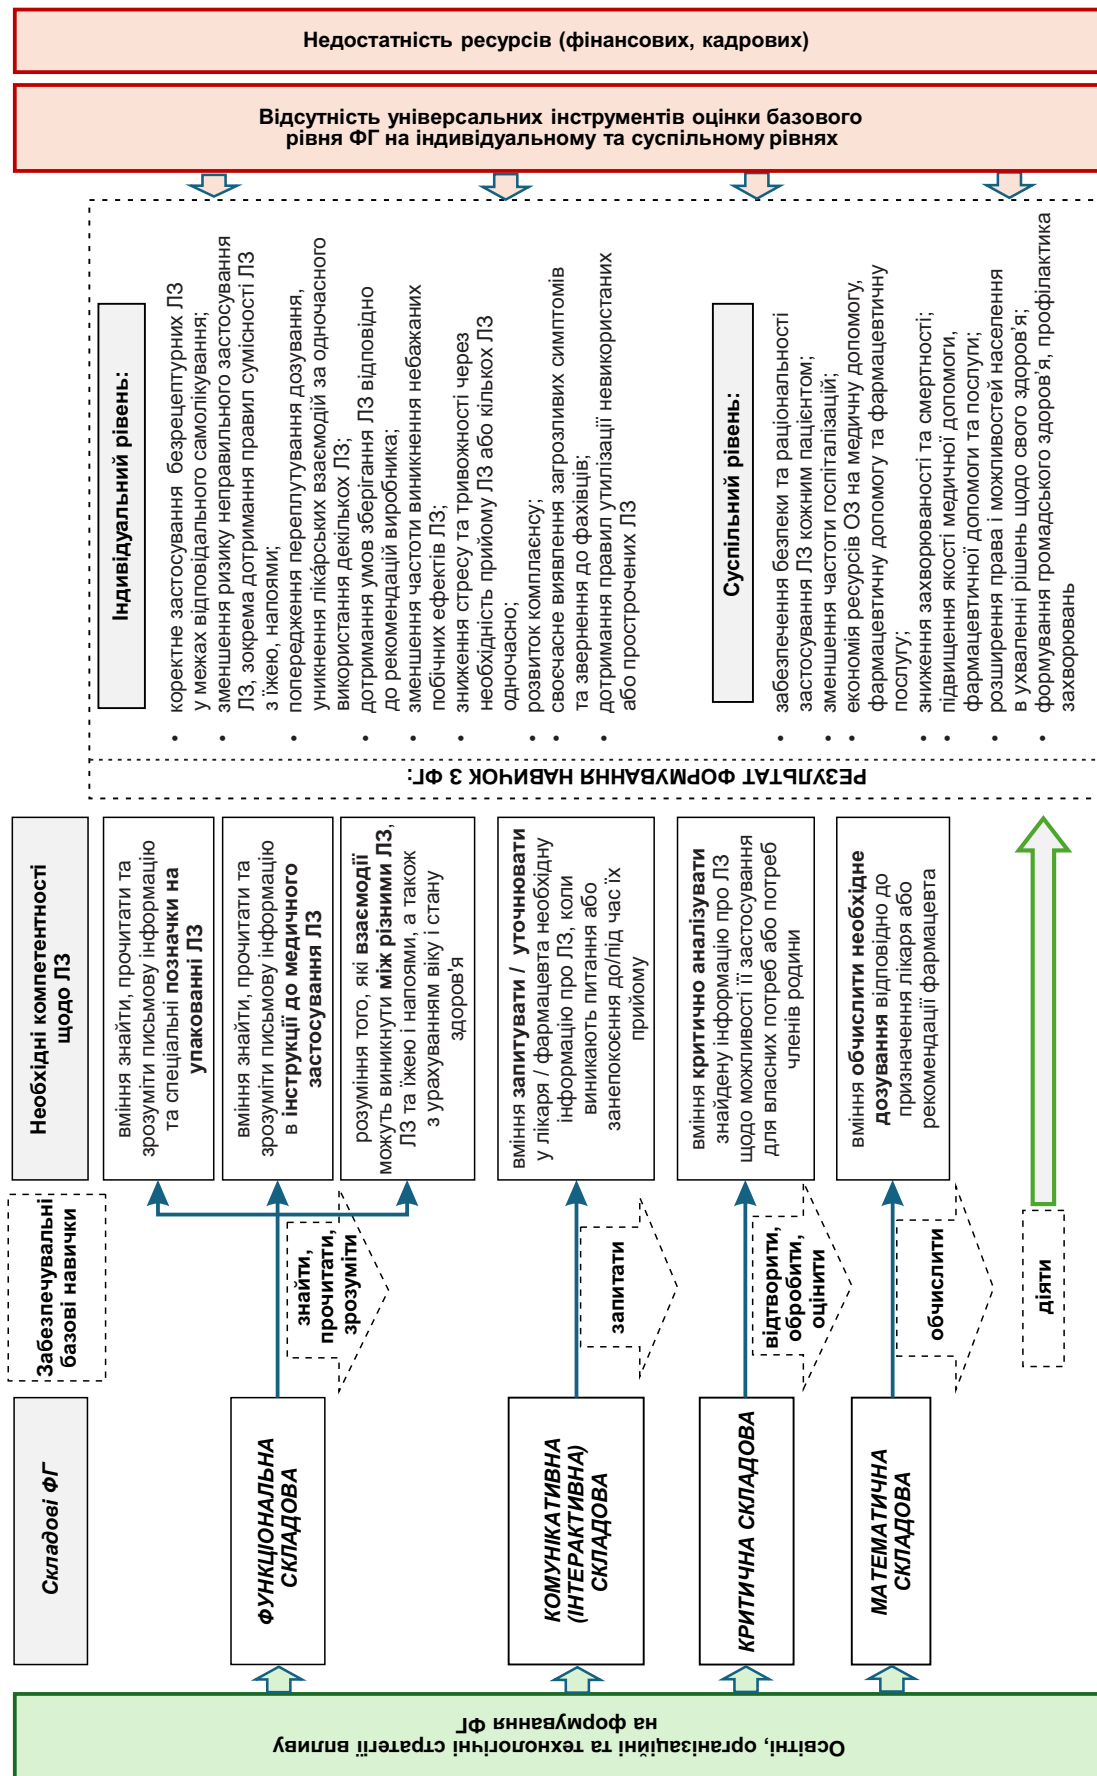 Освітні, організаційні та технологічні стратегії впливу
на формування ФГ
Складові ФГ
ФУНКЦІОНАЛЬНА
СКЛАДОВА
КОМУНІКАТИВНА
(ІНТЕРАКТИВНА)
СКЛАДОВА
КРИТИЧНА СКЛАДОВА
МАТЕМАТИЧНА
СКЛАДОВА
Забезпечувальні
базові навички
знайти,
прочитати,
зрозуміти
запитати
відтворити,
обробити,
оцінити
обчислити
діяти
Необхідні компетентності
щодо ЛЗ
вміння знайти, прочитати та
зрозуміти письмову інформацію
та спеціальні позначки на
упакованні ЛЗ
вміння знайти, прочитати та
зрозуміти письмову інформацію
в інструкції до медичного
застосування ЛЗ
розуміння того, які взаємодії
можуть виникнути між різними ЛЗ,
ЛЗ та їжею і напоями, а також
з урахуванням віку і стану
здоров'я
вміння запитувати / уточнювати
у лікаря / фармацевта необхідну
інформацію про ЛЗ, коли
виникають питання або
занепокоєння до/під час їх
прийому
вміння критично аналізувати
знайдену інформацію про ЛЗ
щодо можливості її застосування
для власних потреб або потреб
членів родини
вміння обчислити необхідне
дозування відповідно до
призначення лікаря або
рекомендації фармацевта
РЕЗУЛЬТАТ ФОРМУВАННЯ НАВИЧОК З ФГ:
Індивідуальний рівень:
• коректне застосування безрецептурних ЛЗ
у межах відповідального самолікування;
• зменшення ризику неправильного застосування
ЛЗ, зокрема дотримання правил сумісності ЛЗ
з їжею, напоями;
• попередження переплутування дозування,
уникнення ліка́рських взаємодій за одночасного
використання декількох ЛЗ;
• дотримання умов зберігання ЛЗ відповідно
до рекомендацій виробника;
• зменшення частоти виникнення небажаних
побічних ефектів ЛЗ;
• зниження стресу та тривожності через
необхідність прийому ЛЗ або кількох ЛЗ
одночасно;
• розвиток комплаєнсу;
• своєчасне виявлення загрозливих симптомів
та звернення до фахівців;
• дотримання правил утилізації невикористаних
або прострочених ЛЗ
Суспільний рівень:
• забезпечення безпеки та раціональності
застосування ЛЗ кожним пацієнтом;
• зменшення частоти госпіталізацій;
• економія ресурсів ОЗ на медичну допомогу,
фармацевтичну допомогу та фармацевтичну
послугу;
• зниження захворюваності та смертності;
• підвищення якості медичної допомоги,
фармацевтичної допомоги та послуги;
• розширення права і можливостей населення
в ухваленні рішень щодо свого здоров'я;
• формування громадського здоров'я, профілактика
захворювань
Відсутність універсальних інструментів оцінки базового
рівня ФГ на індивідуальному та суспільному рівнях
Недостатність ресурсів (фінансових, кадрових)